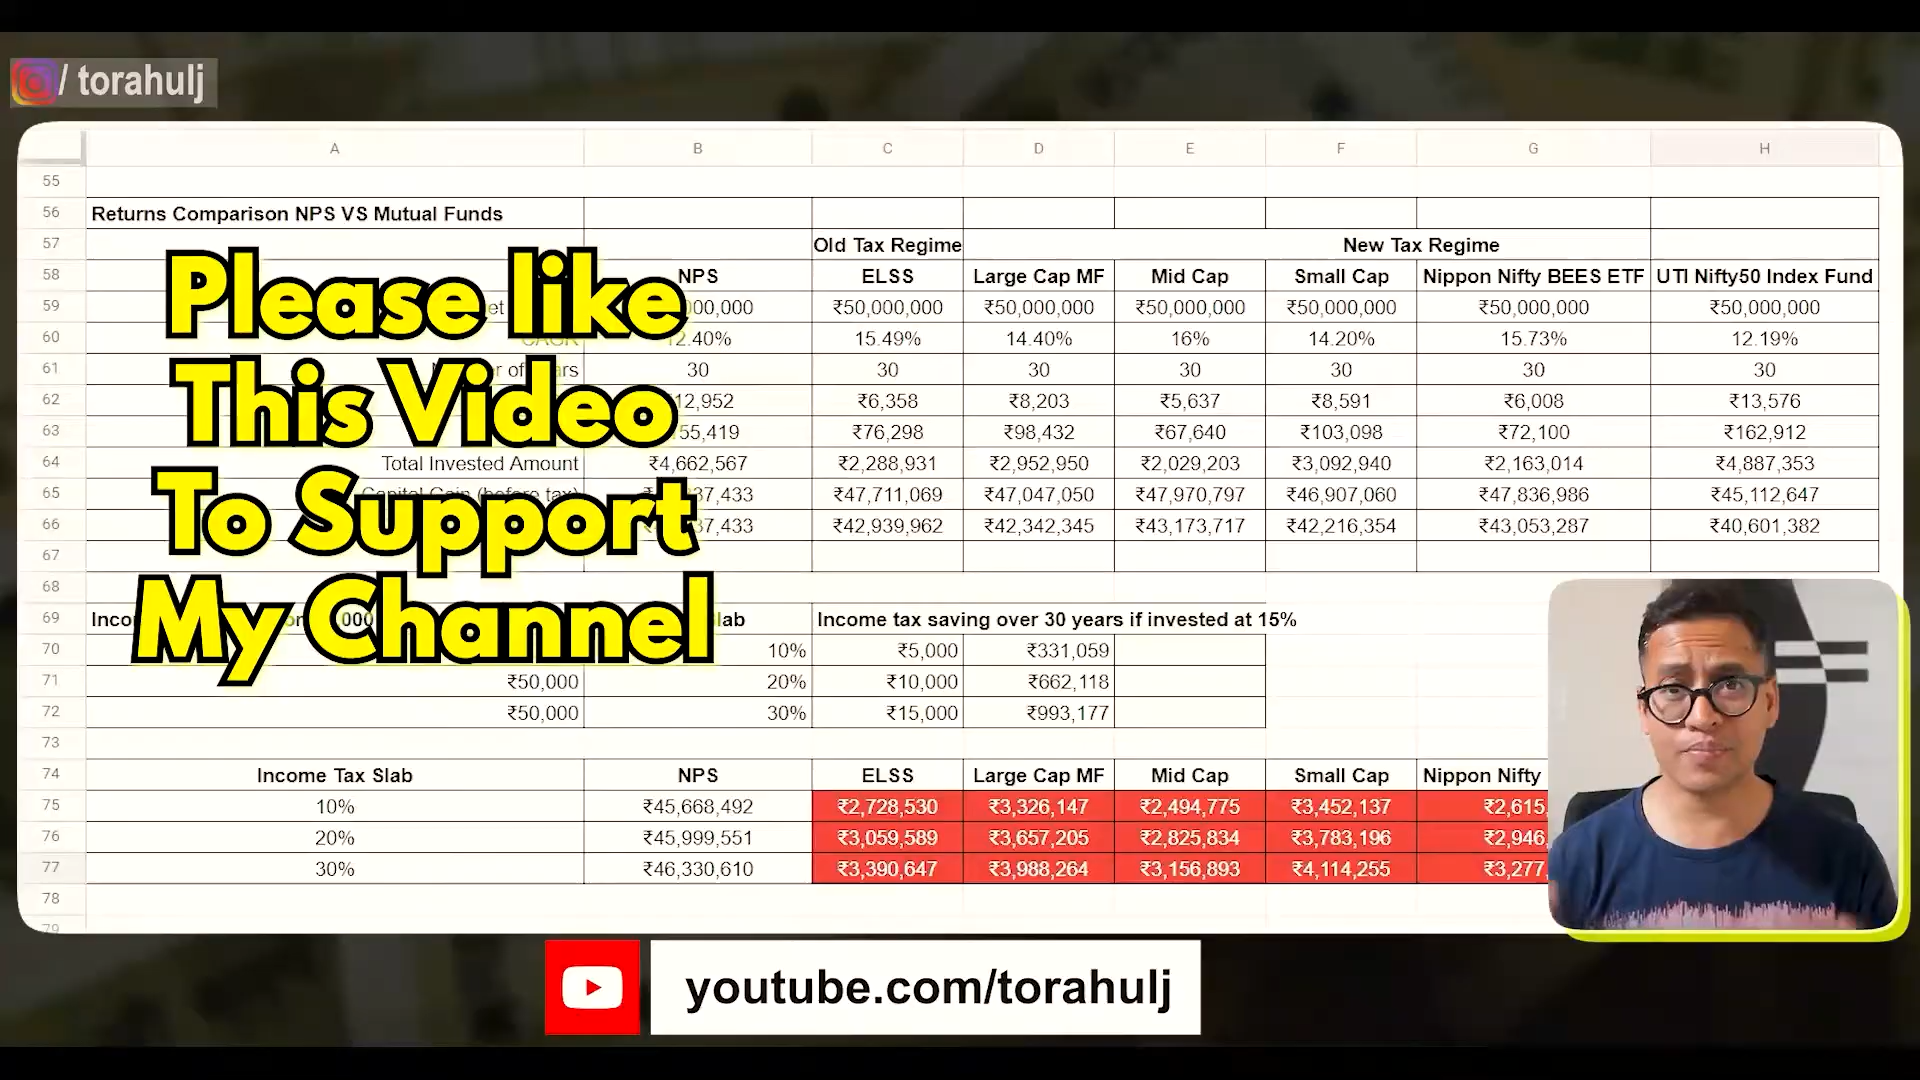 / torahulj
A B C D E F G H
55
56 Returns Comparison NPS VS Mutual Funds
57 Old Tax Regime New Tax Regime
58 NPS ELSS Large Cap MF Mid Cap Small Cap Nippon Nifty BEES ETF UTI Nifty50 Index Fund
59 ₹50,000,000 ₹50,000,000 ₹50,000,000 ₹50,000,000 ₹50,000,000 ₹50,000,000
60 15.49% 14.40% 16% 14.20% 15.73% 12.19%
61 30 30 30 30 30 30 30
62 ₹6,358 ₹8,203 ₹5,637 ₹8,591 ₹6,008 ₹13,576
63 ₹76,298 ₹98,432 ₹67,640 ₹103,098 ₹72,100 ₹162,912
64 Total Invested Amount ₹4,662,567 ₹2,288,931 ₹2,952,950 ₹2,029,203 ₹3,092,940 ₹2,163,014 ₹4,887,353
65 Capital Gain (before tax) ₹47,711,069 ₹47,047,050 ₹47,970,797 ₹46,907,060 ₹47,836,986 ₹45,112,647
66 ₹42,939,962 ₹42,342,345 ₹43,173,717 ₹42,216,354 ₹43,053,287 ₹40,601,382
67
68
69 Income tax saving over 30 years if invested at 15%
70 10% ₹5,000 ₹331,059
71 ₹50,000 20% ₹10,000 ₹662,118
72 ₹50,000 30% ₹15,000 ₹993,177
73
74 Income Tax Slab NPS ELSS Large Cap MF Mid Cap Small Cap Nippon Nifty
75 10% ₹45,668,492 ₹2,728,530 ₹3,326,147 ₹2,494,775 ₹3,452,137
76 20% ₹45,999,551 ₹3,059,589 ₹3,657,205 ₹2,825,834 ₹3,783,196
77 30% ₹46,330,610 ₹3,390,647 ₹3,988,264 ₹3,156,893 ₹4,114,255
78
79
Please like
This Video
To Support
My Channel
youtube.com/torahulj